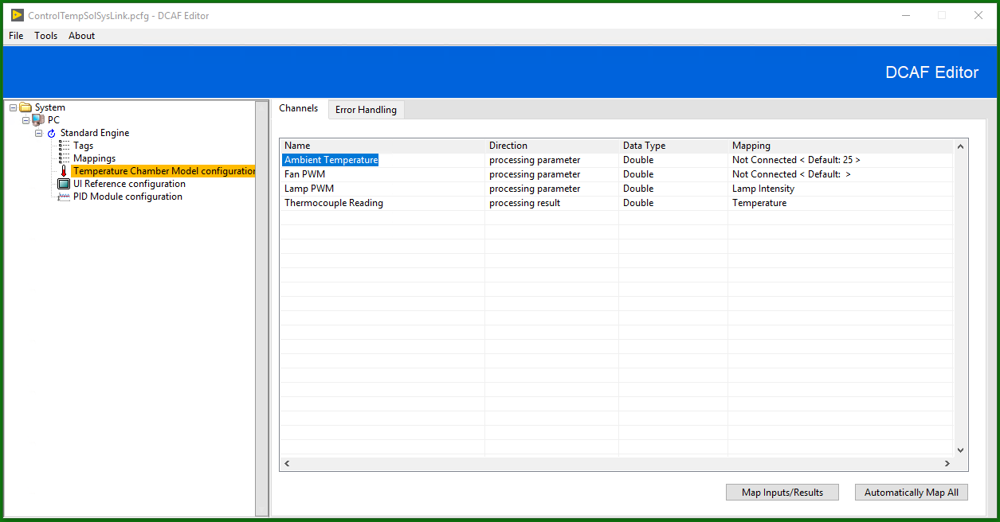 ControlTempSolSysLink.pcfg - DCAF Editor
File Tools About
DCAF Editor
System
PC
Standard Engine
Tags
Mappings
Temperature Chamber Model configuration
UI Reference configuration
PID Module configuration
Channels Error Handling
Name Direction Data Type Mapping
Ambient Temperature processing parameter Double Not Connected < Default: 25 >
Fan PWM processing parameter Double Not Connected < Default:  >
Lamp PWM processing parameter Double Lamp Intensity
Thermocouple Reading processing result Double Temperature
Map Inputs/Results Automatically Map All